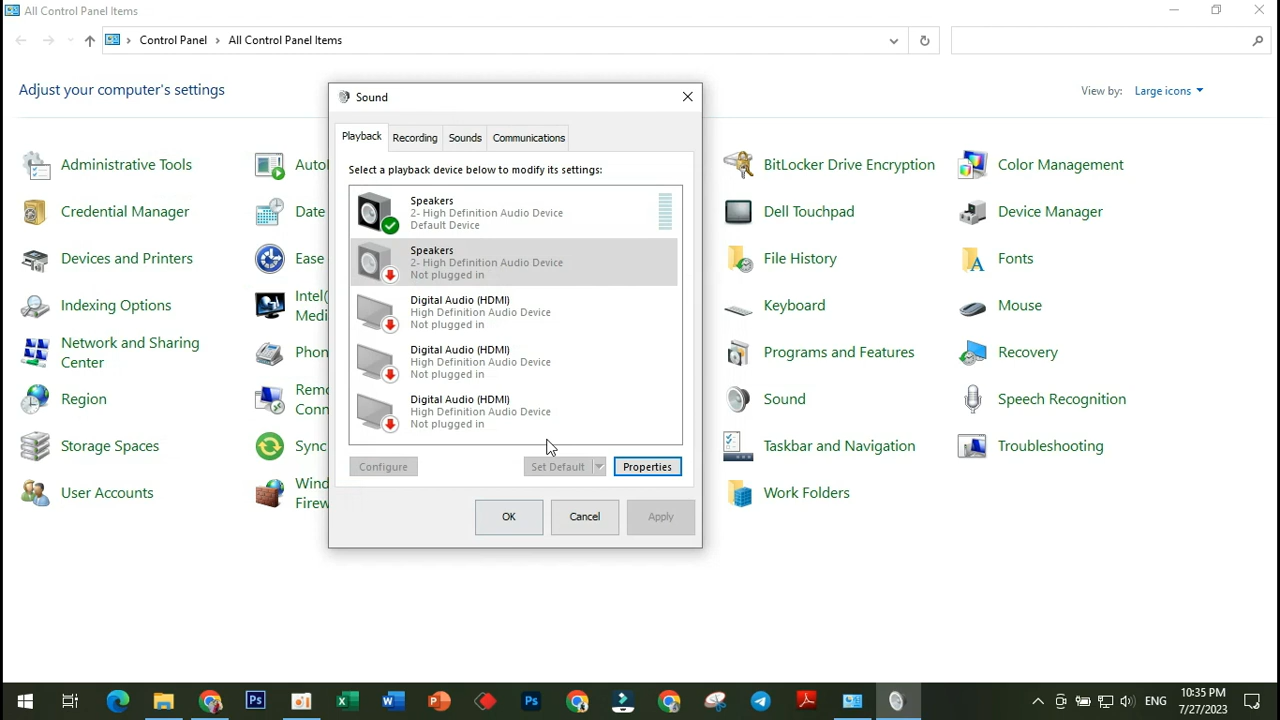 All Control Panel Items
Control Panel > All Control Panel Items
Adjust your computer's settings
View by: Large icons
Sound
Playback Recording Sounds Communications
Select a playback device below to modify its settings:
Speakers
2- High Definition Audio Device
Default Device
Speakers
2- High Definition Audio Device
Not plugged in
Digital Audio (HDMI)
High Definition Audio Device
Not plugged in
Digital Audio (HDMI)
High Definition Audio Device
Not plugged in
Digital Audio (HDMI)
High Definition Audio Device
Not plugged in
Configure Set Default Properties
OK Cancel Apply
Administrative Tools
Credential Manager
Devices and Printers
Indexing Options
Network and Sharing
Center
Region
Storage Spaces
User Accounts
Auto
Date
Ease
Intel(
Medi
Phon
Remo
Conn
Sync
Wind
Firew
BitLocker Drive Encryption
Dell Touchpad
File History
Keyboard
Programs and Features
Sound
Taskbar and Navigation
Work Folders
Color Management
Device Manager
Fonts
Mouse
Recovery
Speech Recognition
Troubleshooting
Ps
Ps
ENG
10:35 PM
7/27/2023